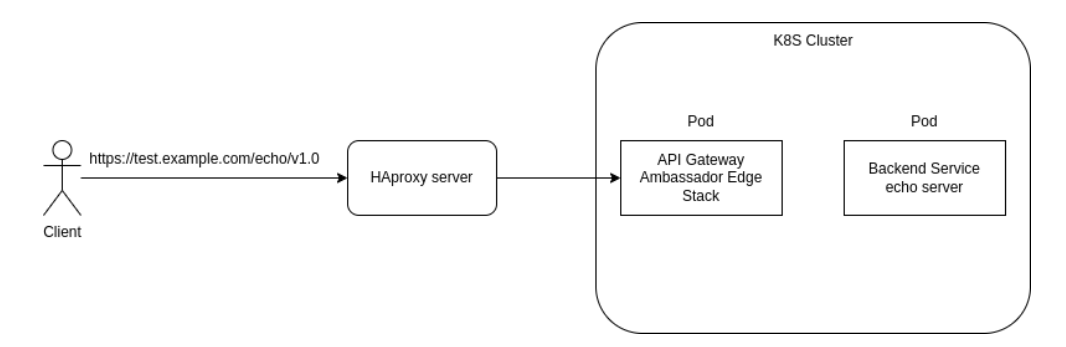 K8S Cluster
Pod
Pod
https://test.example.com/echo/v1.0
HAproxy server
API Gateway
Ambassador Edge
Stack
Backend Service
echo server
Client